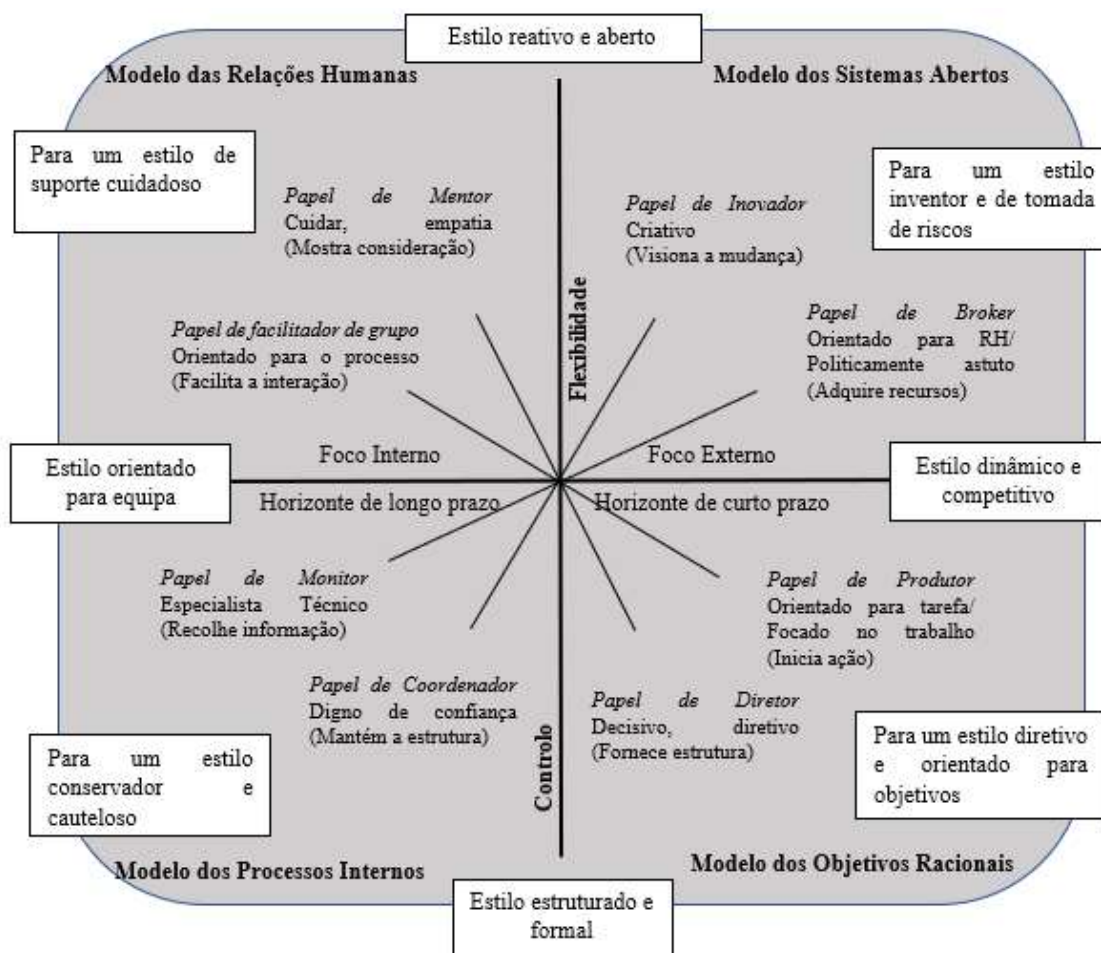 Estilo reativo e aberto
Modelo das Relações Humanas
Modelo dos Sistemas Abertos
Para um estilo de
suporte cuidadoso
Para um estilo
inventor e de tomada
de riscos
Papel de Mentor
Cuidar, empatia
(Mostra consideração)
Papel de Inovador
Criativo
(Visiona a mudança)
Papel de facilitador de grupo
Orientado para o processo
(Facilita a interação)
Flexibilidade
Papel de Broker
Orientado para RH/
Politicamente astuto
(Adquire recursos)
Estilo orientado
para equipa
Foco Interno
Foco Externo
Estilo dinâmico e
competitivo
Horizonte de longo prazo
Horizonte de curto prazo
Papel de Monitor
Especialista Técnico
(Recolhe informação)
Papel de Produtor
Orientado para tarefa/
Focado no trabalho
(Inicia ação)
Papel de Coordenador
Digno de confiança
(Mantém a estrutura)
Controlo
Papel de Diretor
Decisivo, diretivo
(Fornece estrutura)
Para um estilo
conservador e
cauteloso
Para um estilo diretivo
e orientado para
objetivos
Modelo dos Processos Internos
Modelo dos Objetivos Racionais
Estilo estruturado e
formal